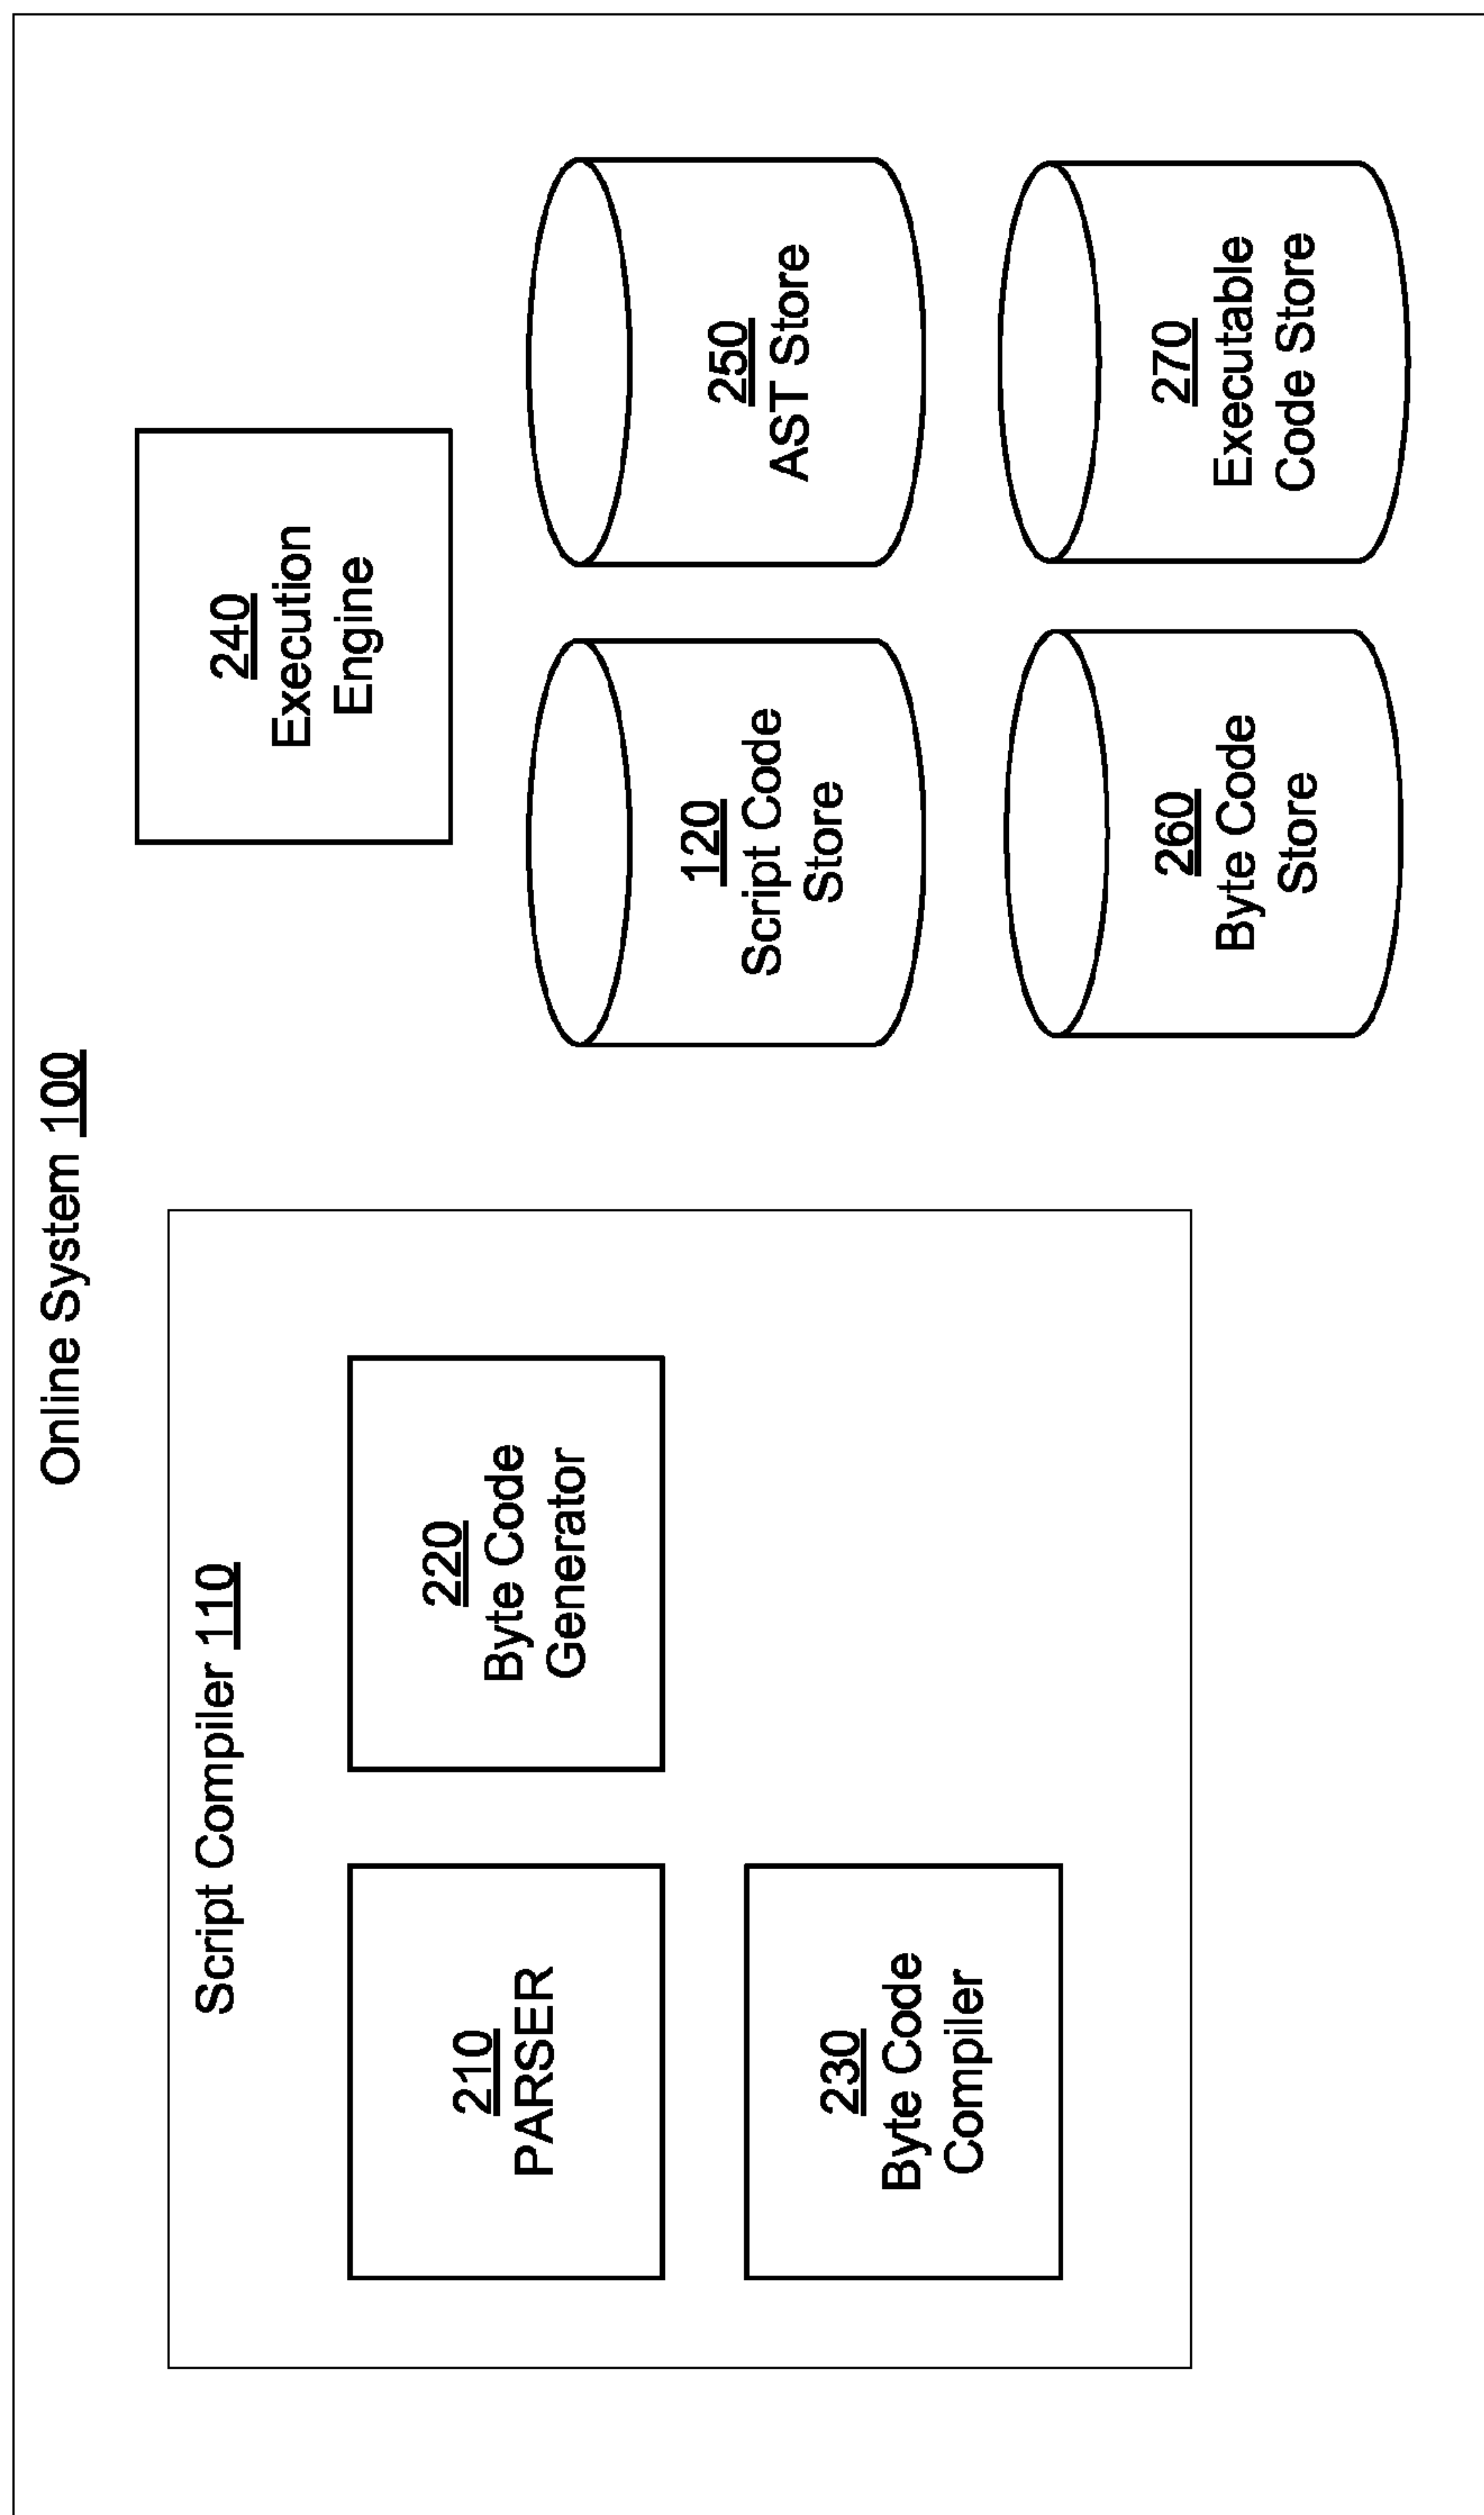 Online System 100
Script Compiler 110
210
PARSER
220
Byte Code
Generator
230
Byte Code
Compiler
240
Execution
Engine
120
Script Code
Store
250
AST Store
260
Byte Code
Store
270
Executable
Code Store